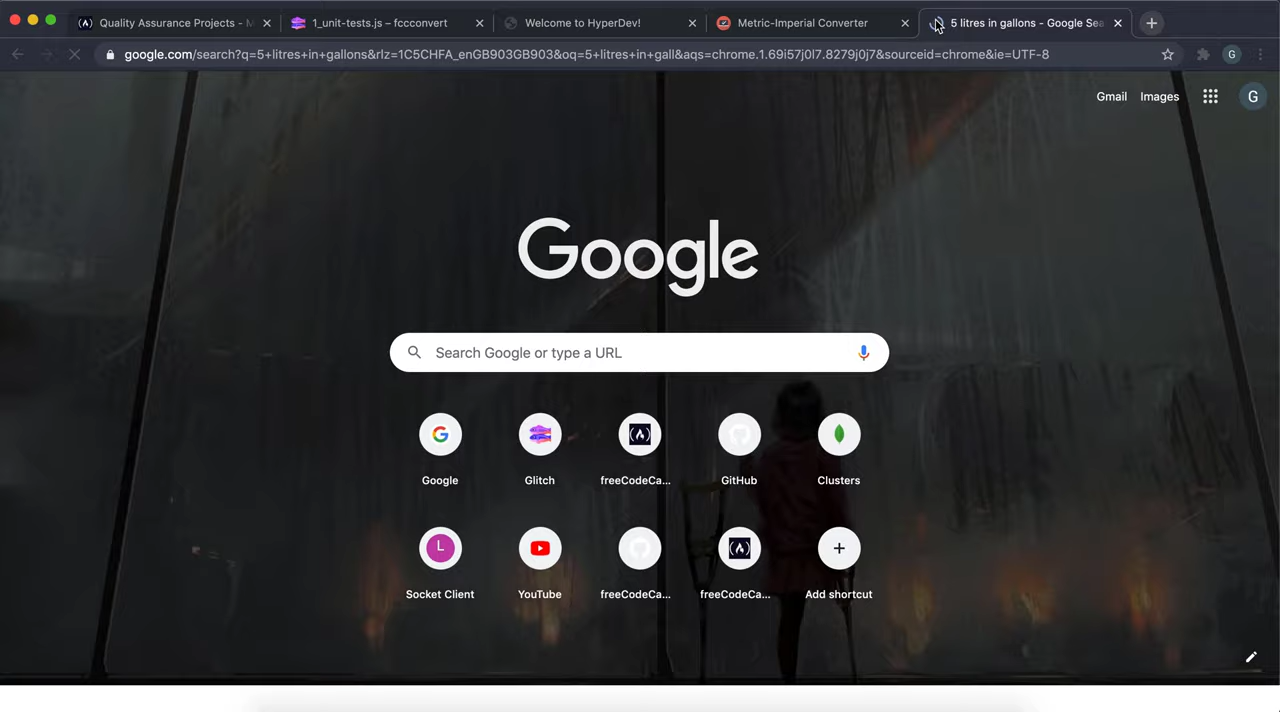 Quality Assurance Projects - M
1_unit-tests.js – fccconvert
Welcome to HyperDev!
Metric-Imperial Converter
5 litres in gallons - Google Sea
google.com/search?q=5+litres+in+gallons&rlz=1C5CHFA_enGB903GB903&oq=5+litres+in+gall&aqs=chrome.1.69i57j0l7.8279j0j7&sourceid=chrome&ie=UTF-8
G
Gmail Images
G
Google
Search Google or type a URL
Google
Glitch
freeCodeCa...
GitHub
Clusters
L
Socket Client
YouTube
freeCodeCa...
freeCodeCa...
Add shortcut